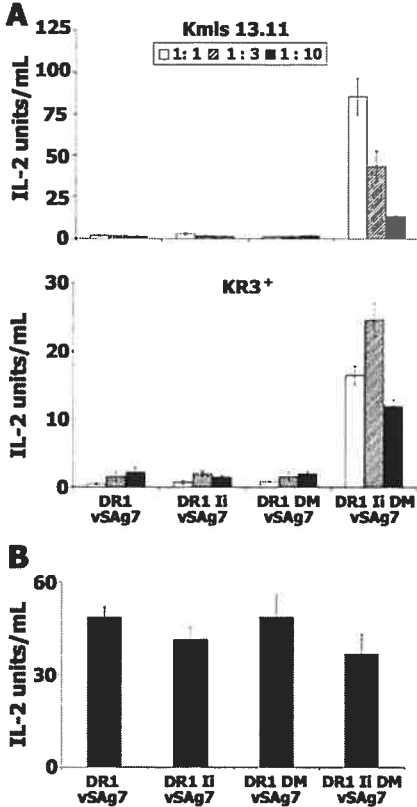 A
Kmls 13.11
1:1 1:3 1:10
IL-2 units/mL
125
100
75
50
25
0
KR3+
IL-2 units/mL
30
20
10
0
DR1 DR1 Ii DR1 DM DR1 Ii DM
vSAg7 vSAg7 vSAg7 vSAg7
B
IL-2 units/mL
60
30
0
DR1 DR1 Ii DR1 DM DR1 Ii DM
vSAg7 vSAg7 vSAg7 vSAg7